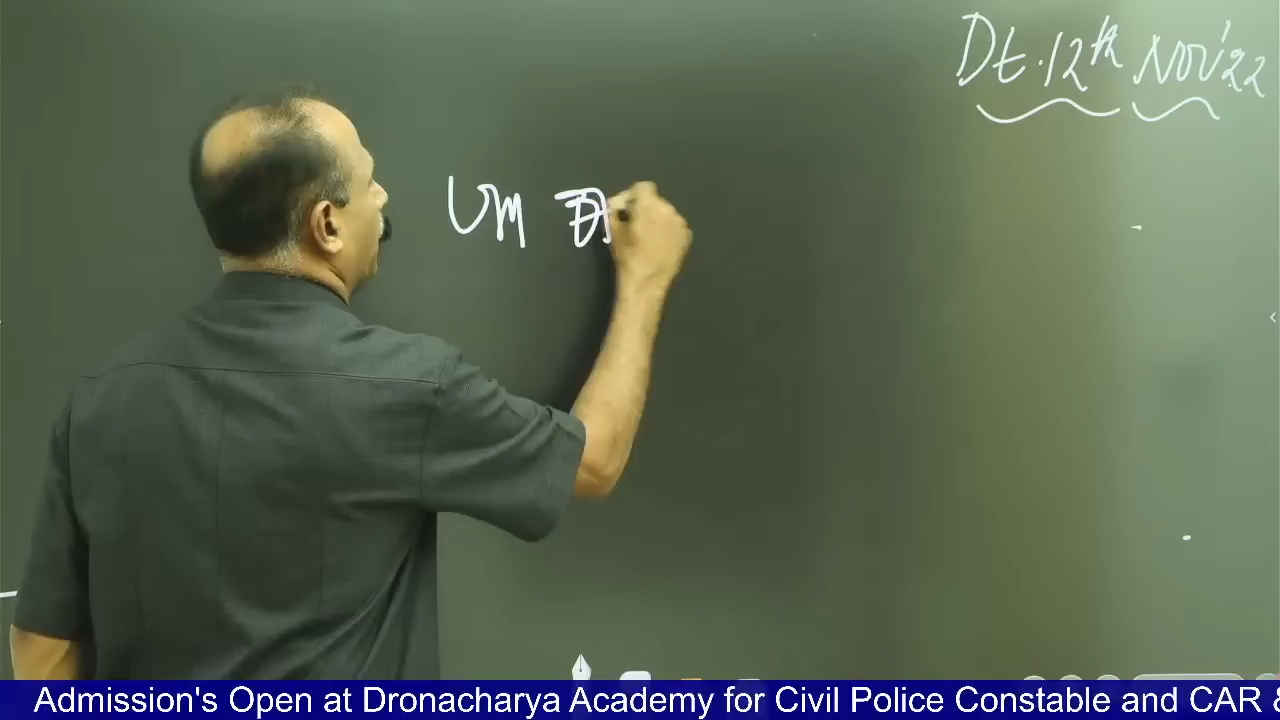 Dt. 12th Nov'22
Um
Admission's Open at Dronacharya Academy for Civil Police Constable and CAR &